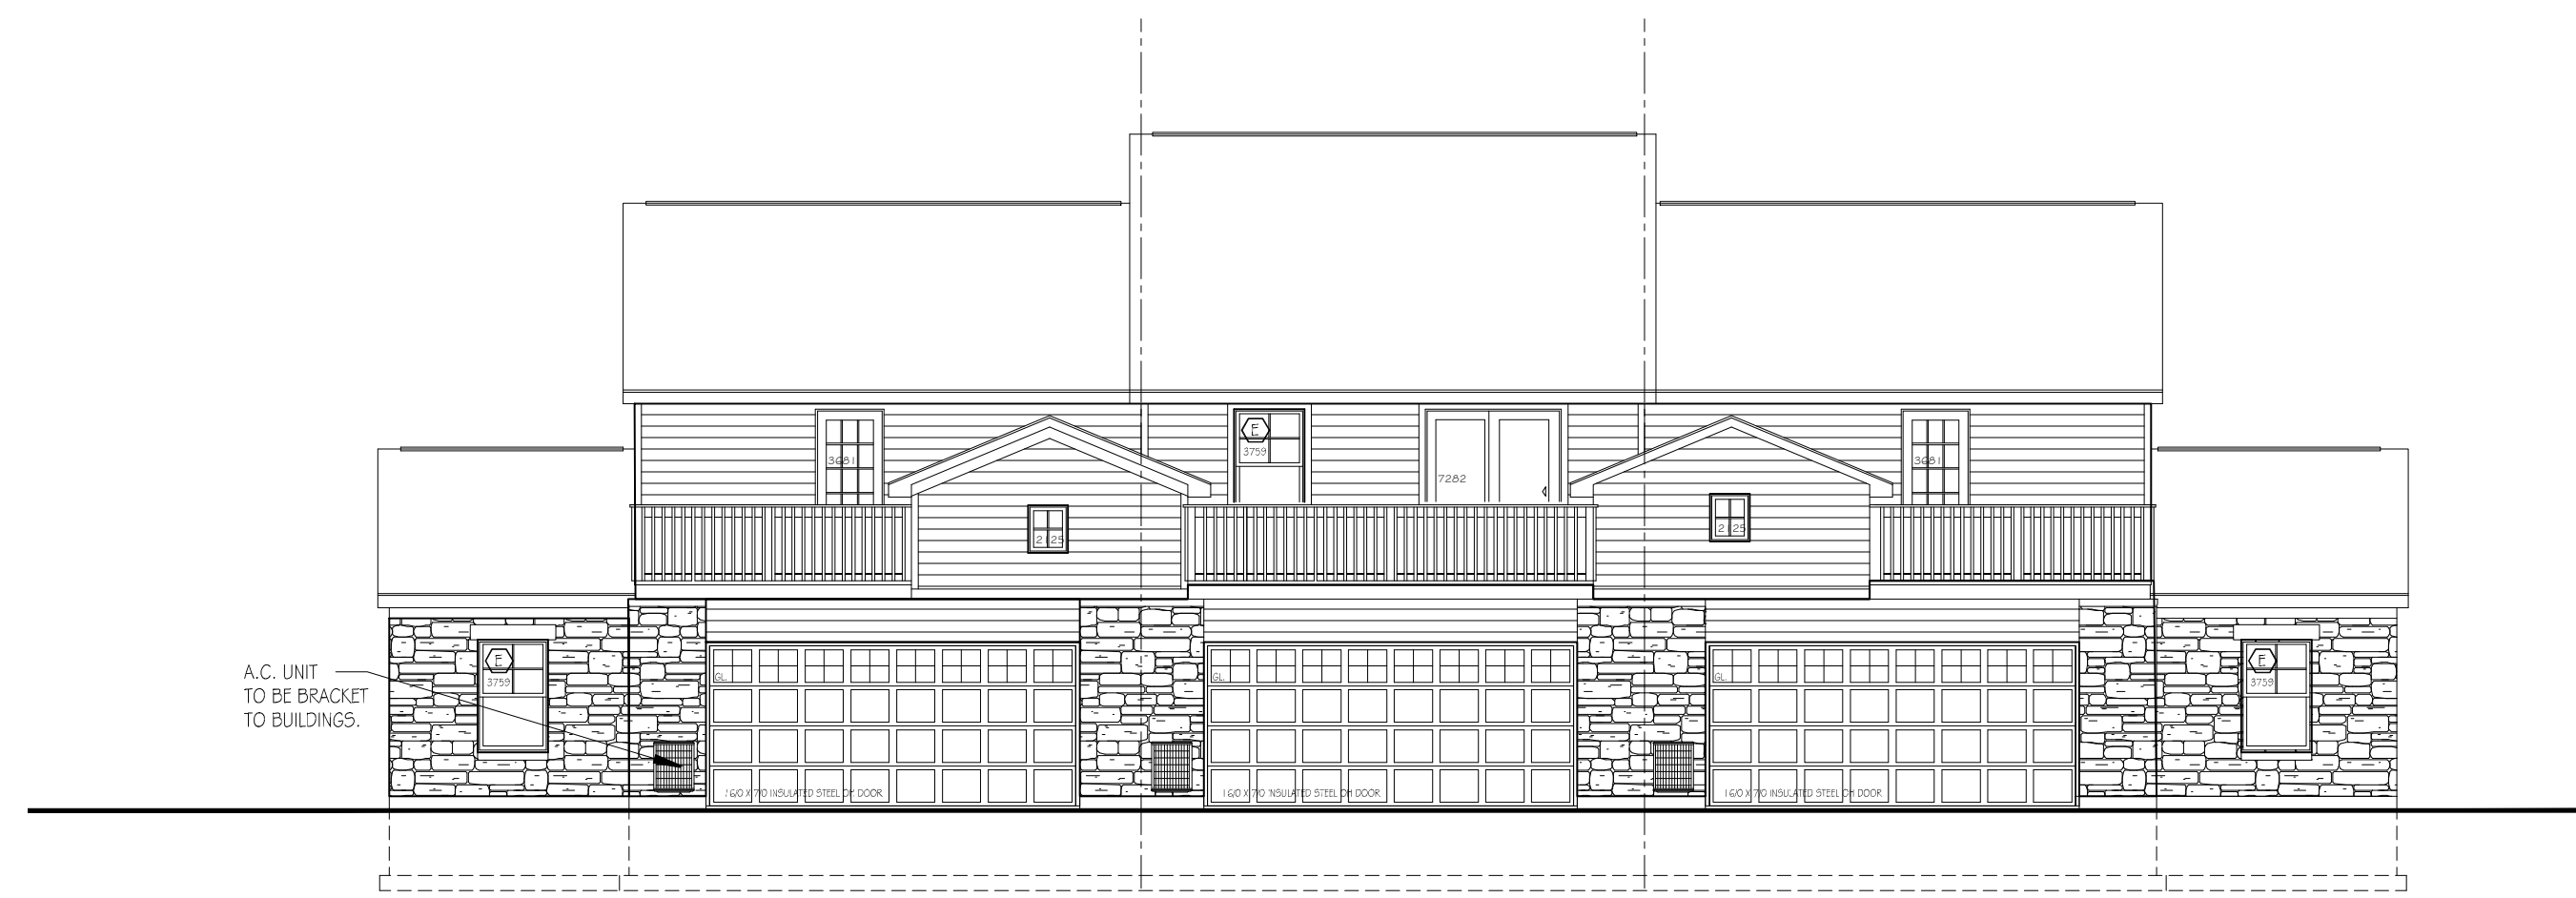 E
3759
3681
3681
7282
2125
2125
A.C. UNIT
TO BE BRACKET
TO BUILDINGS.
E
3759
GL.
GL.
GL.
E
3759
16/0 X 7/0 INSULATED STEEL OH DOOR
16/0 X 7/0 INSULATED STEEL OH DOOR
16/0 X 7/0 INSULATED STEEL OH DOOR